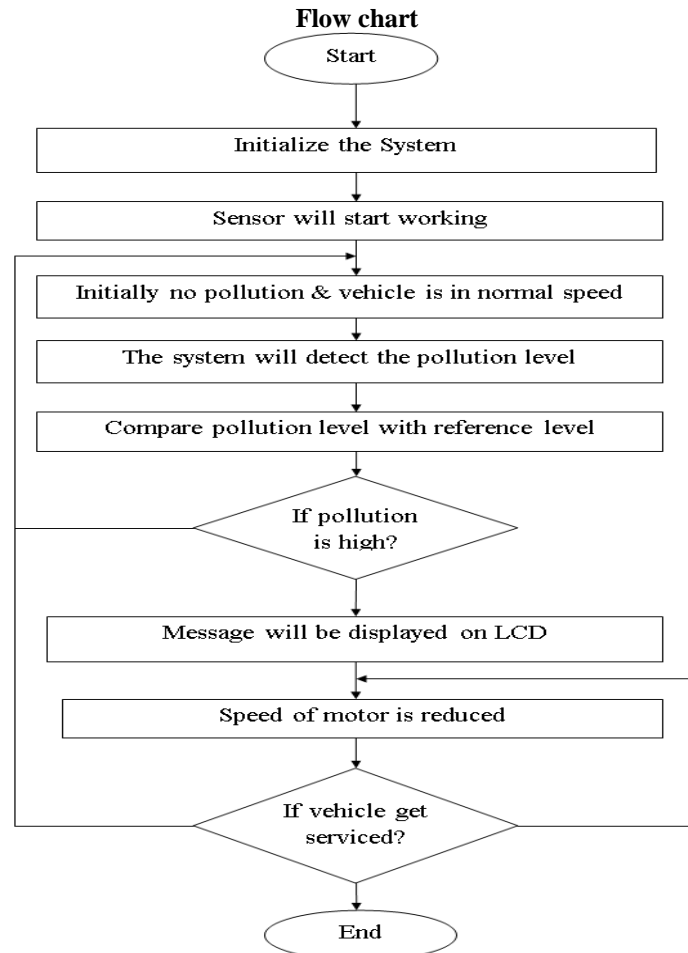 Flow chart
Start
Initialize the System
Sensor will start working
Initially no pollution & vehicle is in normal speed
The system will detect the pollution level
Compare pollution level with reference level
If pollution
is high?
Message will be displayed on LCD
Speed of motor is reduced
If vehicle get
serviced?
End